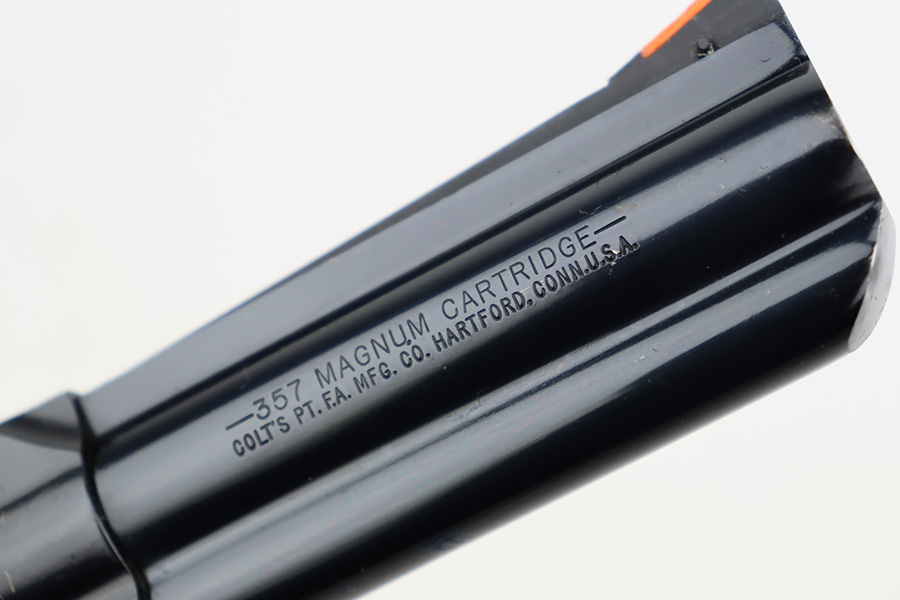 —357 MAGNUM CARTRIDGE—
COLT'S PT. F.A. MFG. CO. HARTFORD, CONN.U.S.A.